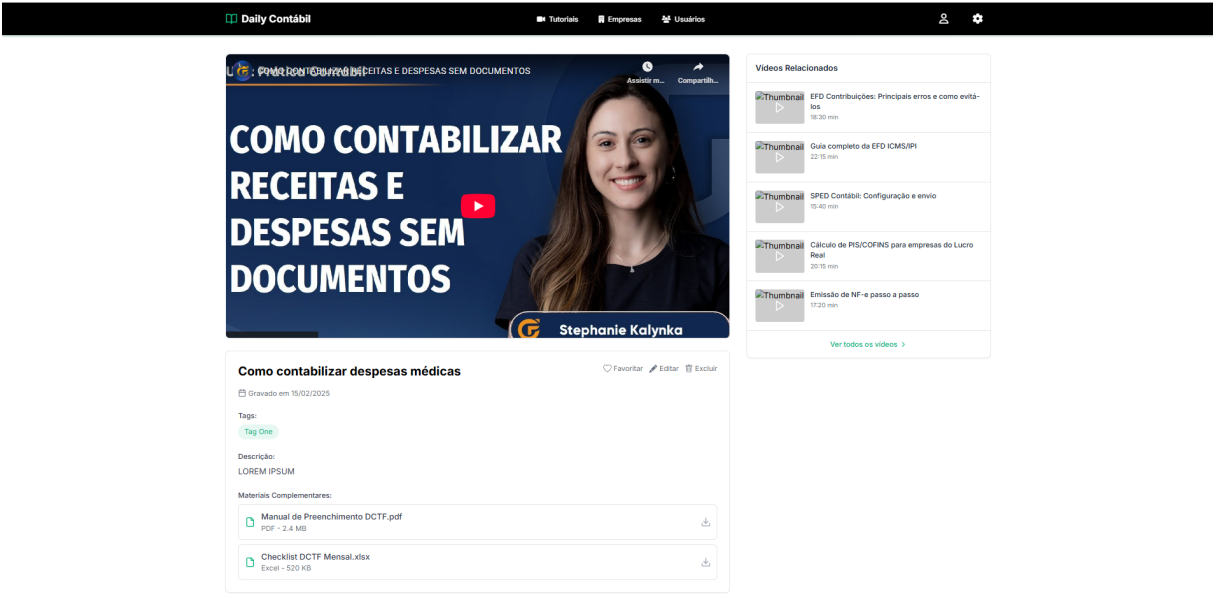 Daily Contábil
Tutoriais
Empresas
Usuários
COMO CONTABILIZAR RECEITAS E DESPESAS SEM DOCUMENTOS
Assistir m...
Compartilh...
COMO CONTABILIZAR
RECEITAS E
DESPESAS SEM
DOCUMENTOS
Stephanie Kalynka
Como contabilizar despesas médicas
Favoritar
Editar
Excluir
Gravado em 15/02/2025
Tags:
Tag One
Descrição:
LOREM IPSUM
Materiais Complementares:
Manual de Preenchimento DCTF.pdf
PDF - 2.4 MB
Checklist DCTF Mensal.xlsx
Excel - 520 KB
Vídeos Relacionados
Thumbnail
EFD Contribuições: Principais erros e como evitá-
los
18:30 min
Thumbnail
Guia completo da EFD ICMS/IPI
22:15 min
Thumbnail
SPED Contábil: Configuração e envio
15:40 min
Thumbnail
Cálculo de PIS/COFINS para empresas do Lucro
Real
20:15 min
Thumbnail
Emissão de NF-e passo a passo
17:20 min
Ver todos os vídeos